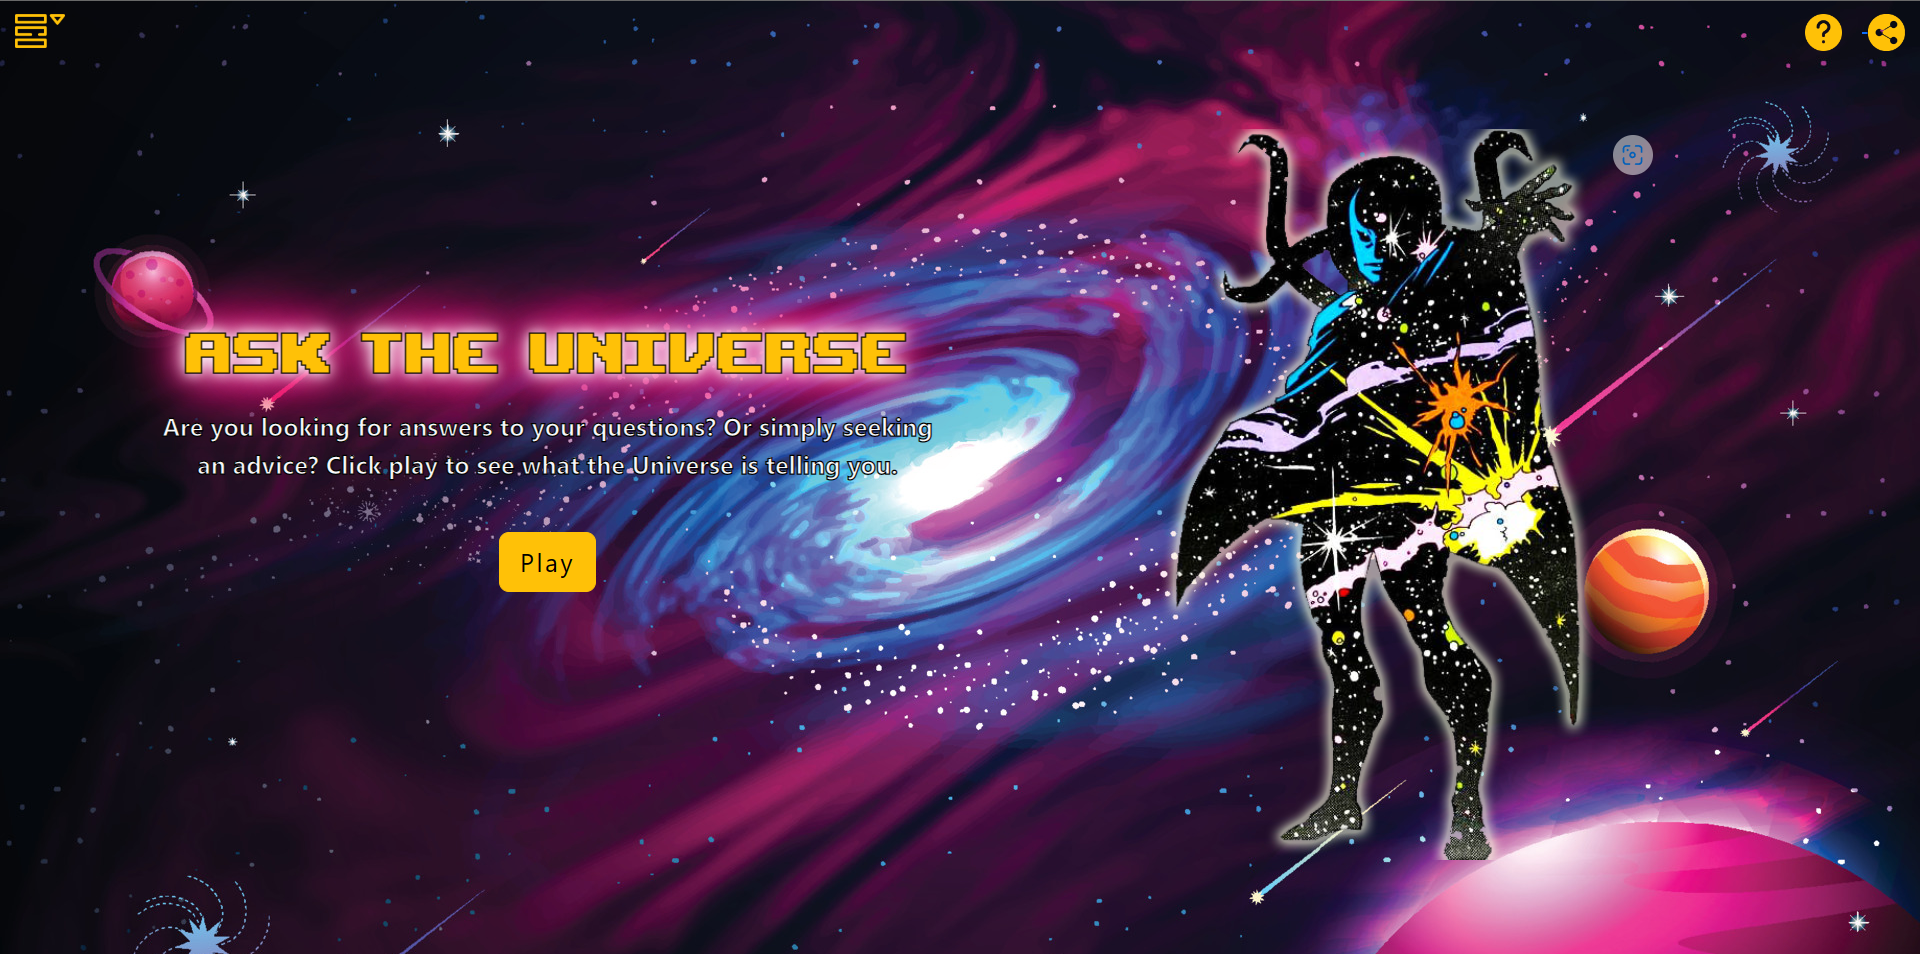 ASK THE UNIVERSE
Are you looking for answers to your questions? Or simply seeking
an advice? Click play to see what the Universe is telling you.
Play